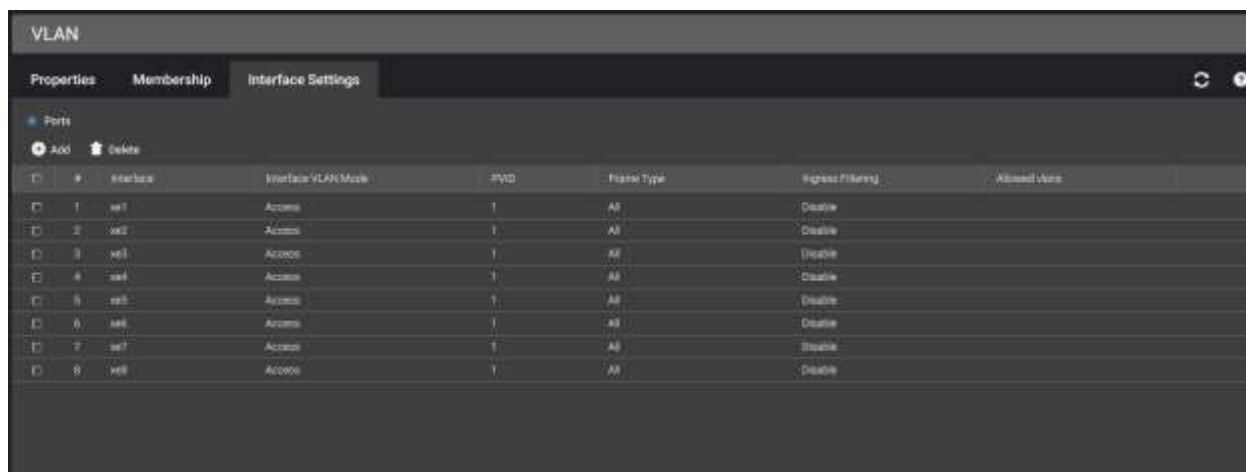 VLAN
Properties Membership Interface Settings
Ports
Add Delete
# Interface Interface VLAN Mode PVID Frame Type Ingress Filtering Allowed vlans
1 xe1 Access 1 All Disable
2 xe2 Access 1 All Disable
3 xe3 Access 1 All Disable
4 xe4 Access 1 All Disable
5 xe5 Access 1 All Disable
6 xe6 Access 1 All Disable
7 xe7 Access 1 All Disable
8 xe8 Access 1 All Disable